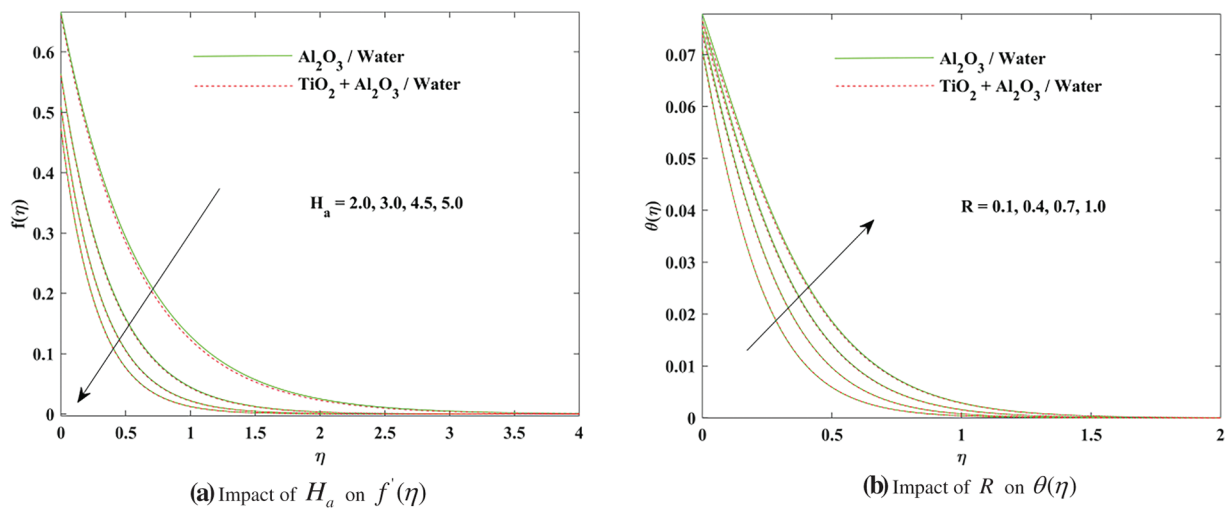 0.6
0.5
0.4
0.3
0.2
0.1
0
f(η)
Al₂O₃ / Water
TiO₂ + Al₂O₃ / Water
Hₐ = 2.0, 3.0, 4.5, 5.0
0 0.5 1 1.5 2 2.5 3 3.5 4
η
(a) Impact of Hₐ on f'(η)
0.07
0.06
0.05
0.04
0.03
0.02
0.01
0
θ(η)
Al₂O₃ / Water
TiO₂ + Al₂O₃ / Water
R = 0.1, 0.4, 0.7, 1.0
0 0.5 1 1.5 2
η
(b) Impact of R on θ(η)